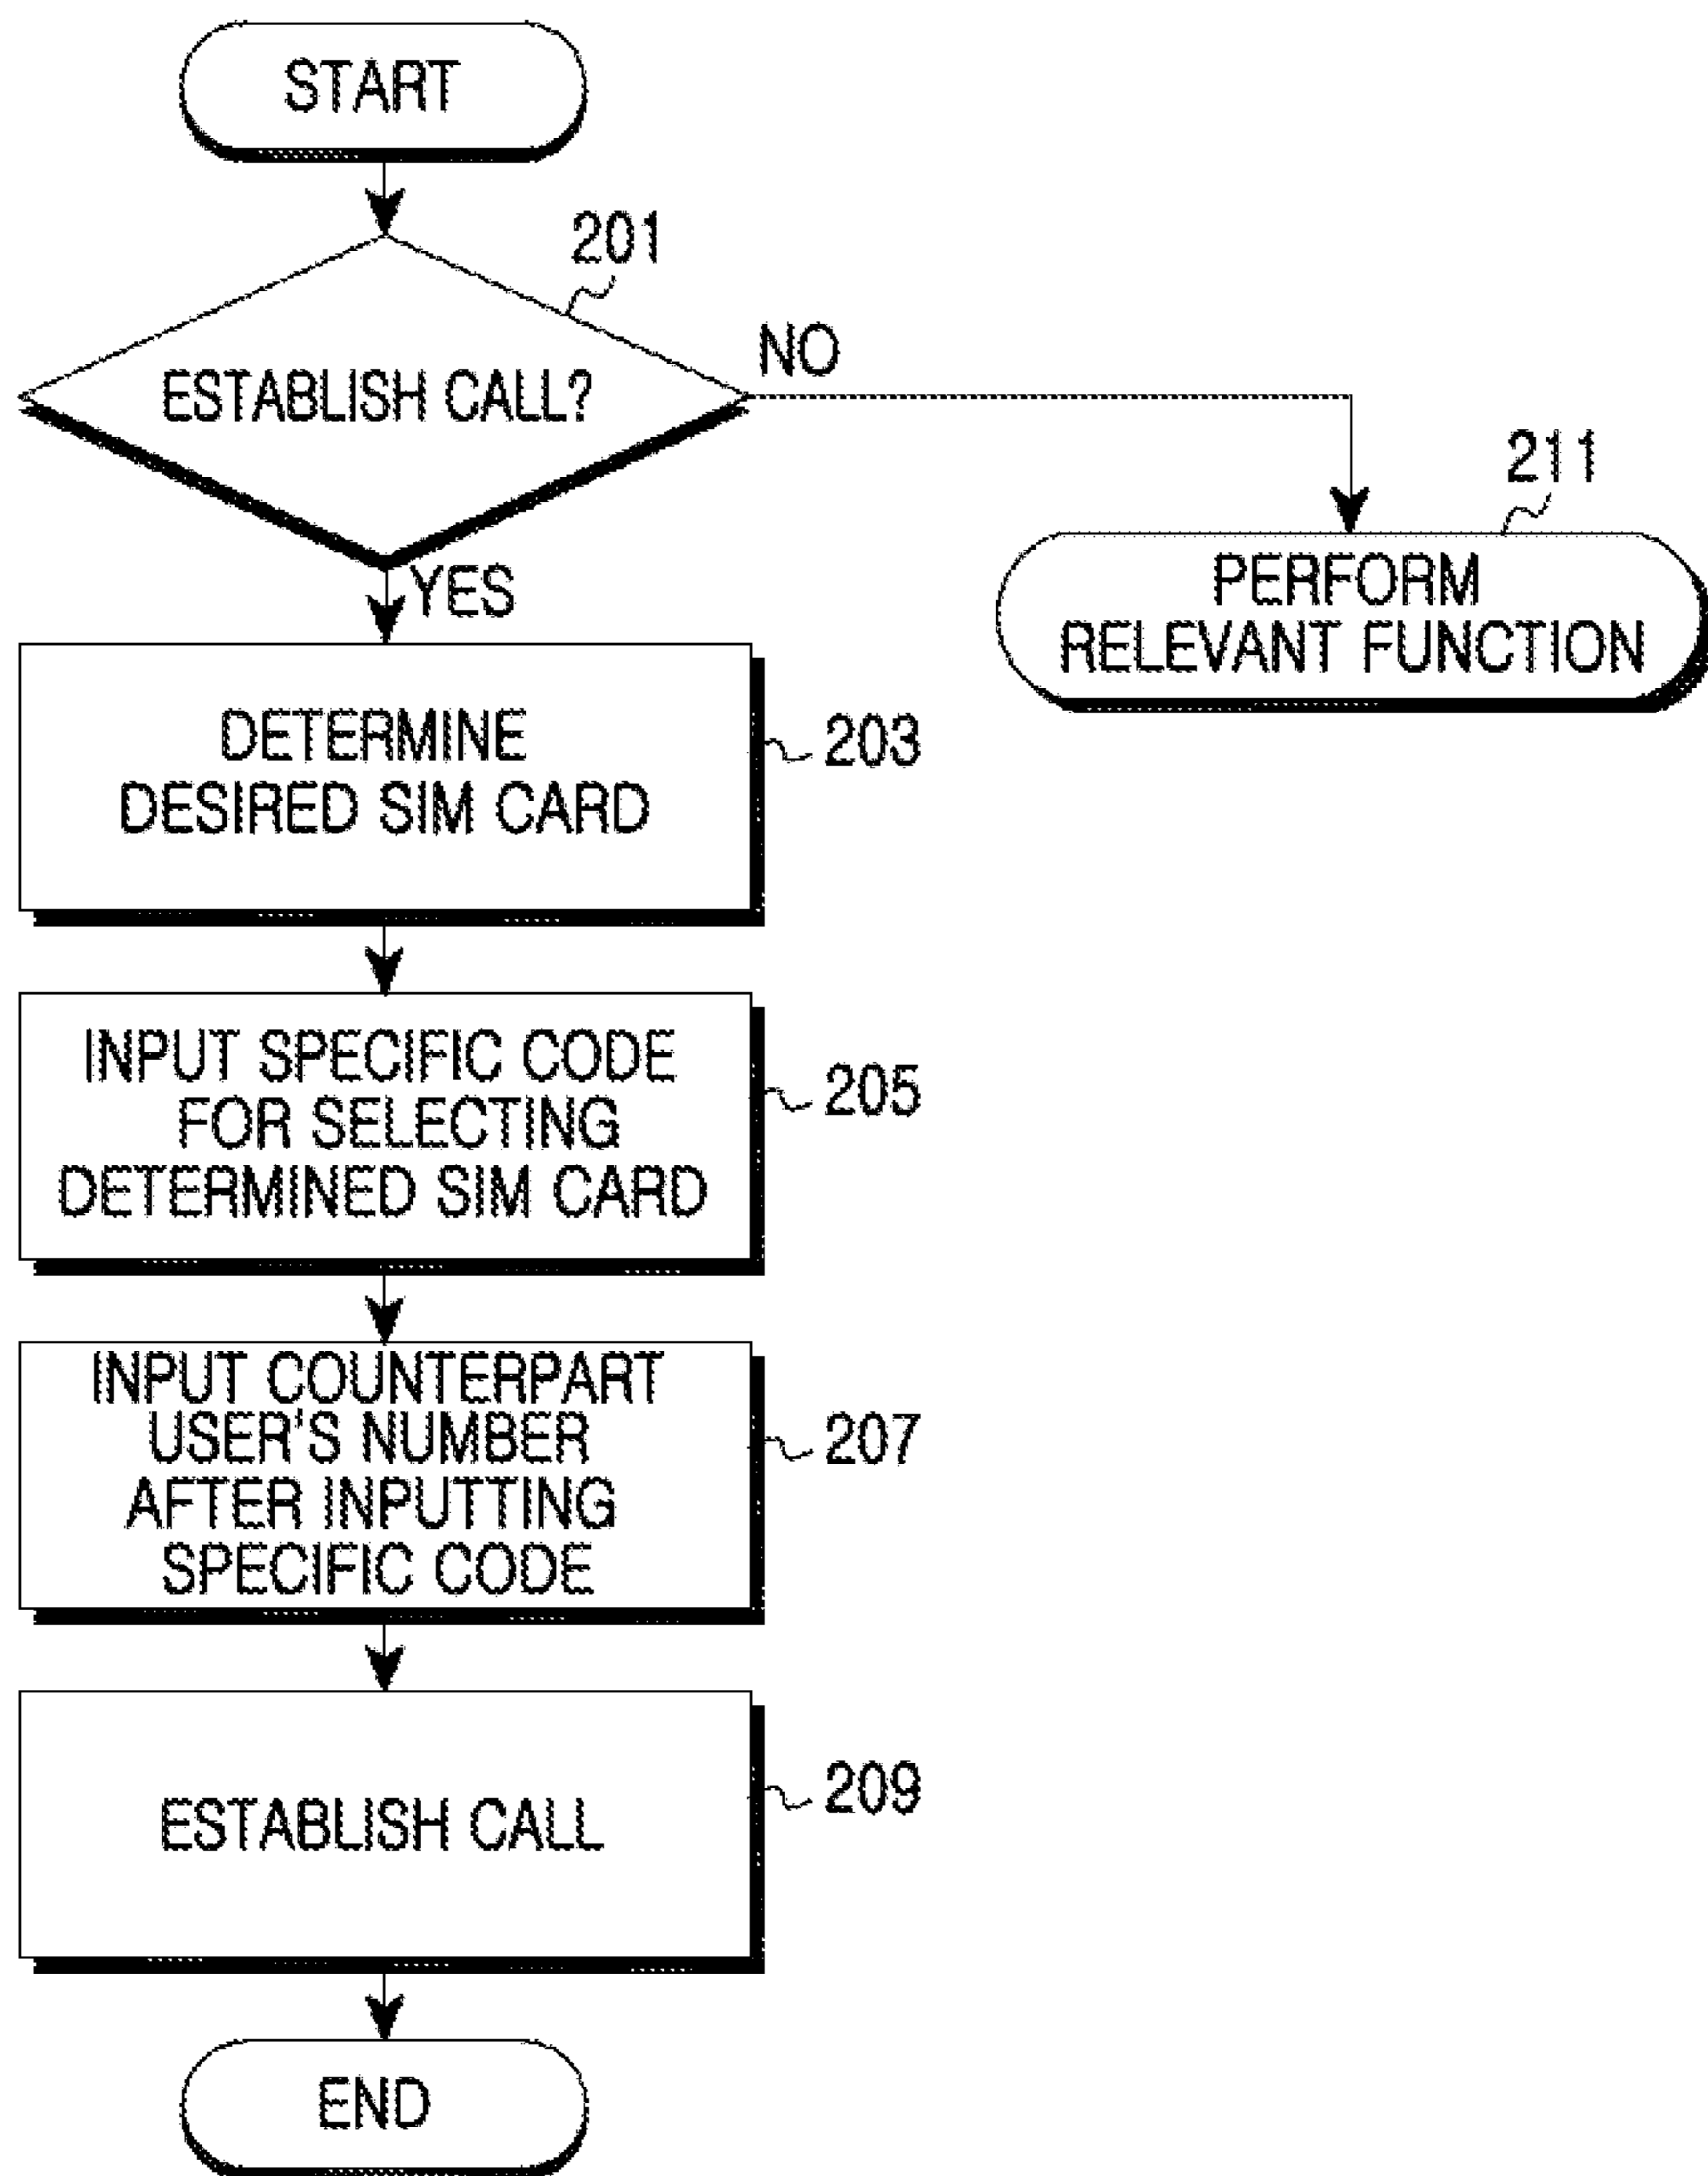 START
201
ESTABLISH CALL?
NO
YES
211
PERFORM
RELEVANT FUNCTION
DETERMINE
DESIRED SIM CARD
203
INPUT SPECIFIC CODE
FOR SELECTING
DETERMINED SIM CARD
205
INPUT COUNTERPART
USER'S NUMBER
AFTER INPUTTING
SPECIFIC CODE
207
ESTABLISH CALL
209
END